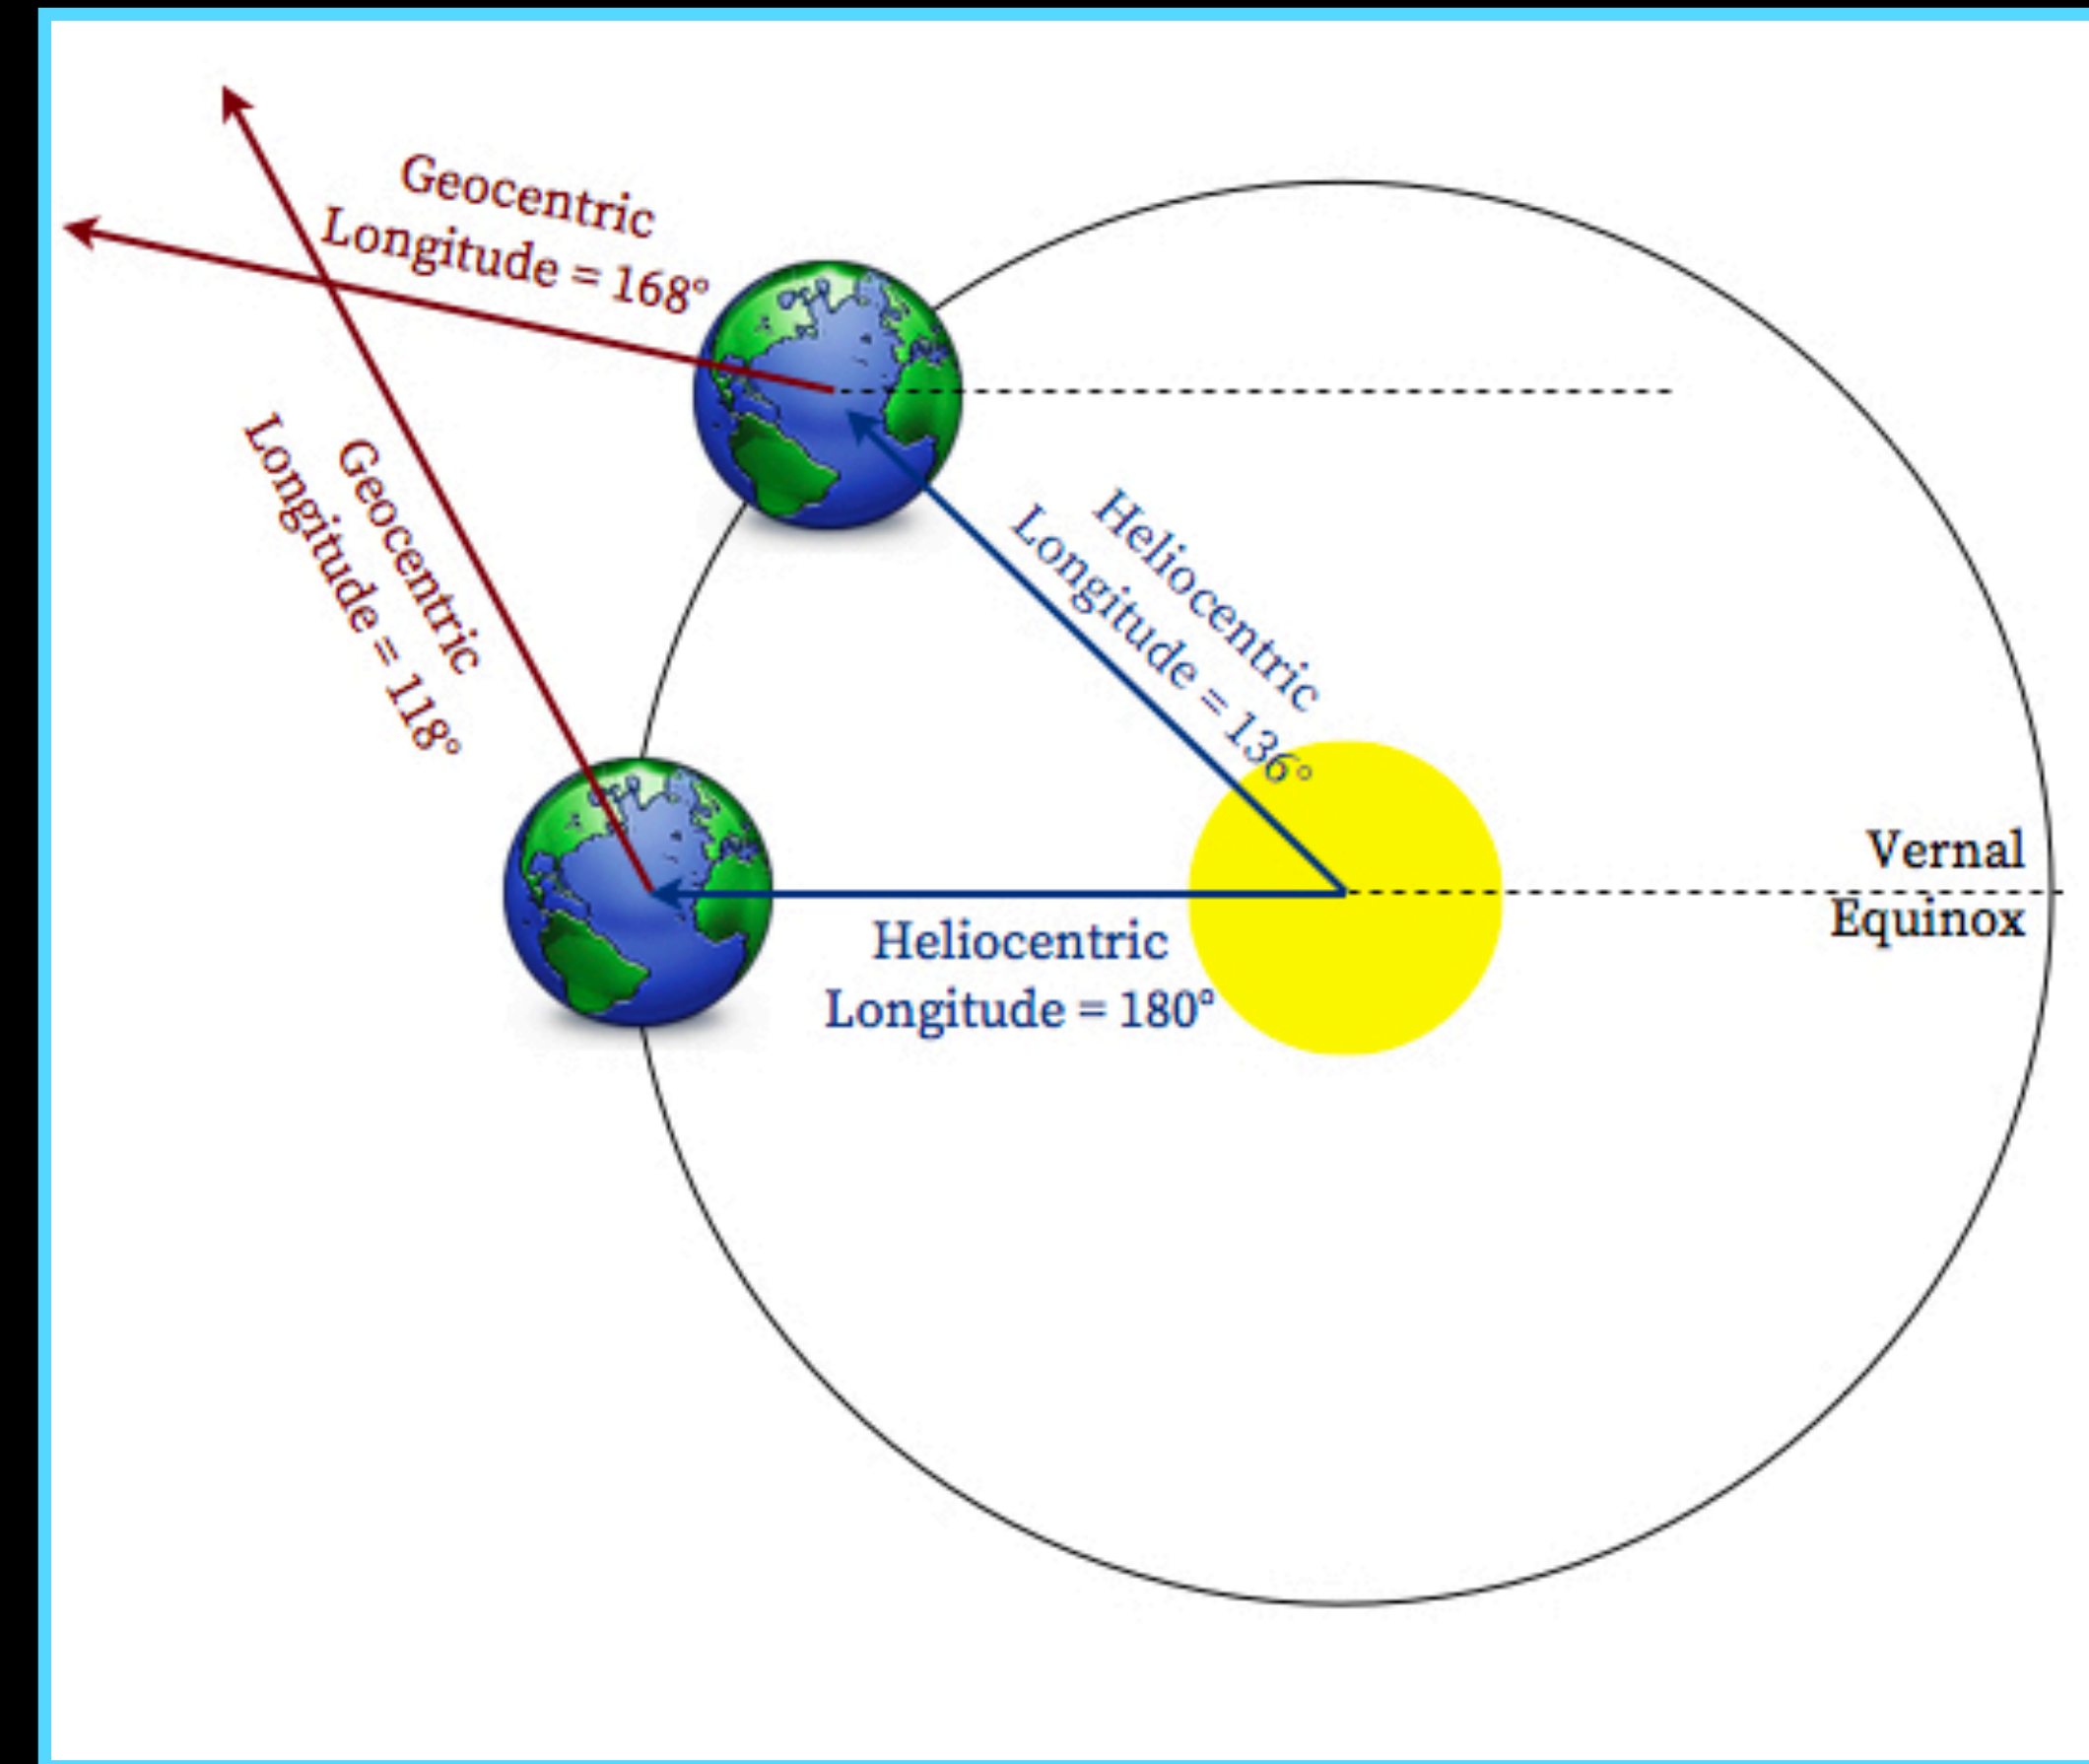 Geocentric
Longitude = 168°
Geocentric
Longitude = 118°
Heliocentric
Longitude = 136°
Vernal
Equinox
Heliocentric
Longitude = 180°